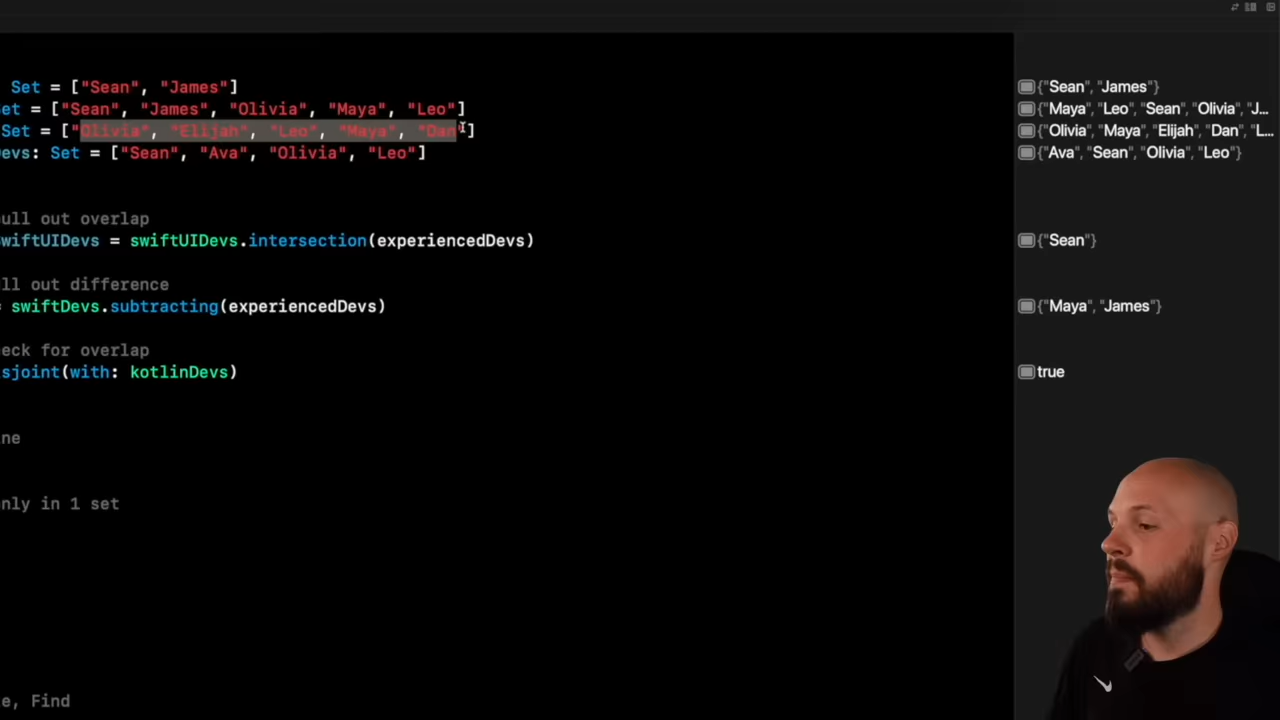 Set = ["Sean", "James"] {"Sean", "James"}
et = ["Sean", "James", "Olivia", "Maya", "Leo"] {"Maya", "Leo", "Sean", "Olivia", "J...
Set = ["Olivia", "Elijah", "Leo", "Maya", "Dan"] {"Olivia", "Maya", "Elijah", "Dan", "L...
evs: Set = ["Sean", "Ava", "Olivia", "Leo"] {"Ava", "Sean", "Olivia", "Leo"}
ull out overlap
wiftUIDevs = swiftUIDevs.intersection(experiencedDevs) {"Sean"}
ll out difference
= swiftDevs.subtracting(experiencedDevs) {"Maya", "James"}
eck for overlap
sjoint(with: kotlinDevs) true
ne
nly in 1 set
e, Find